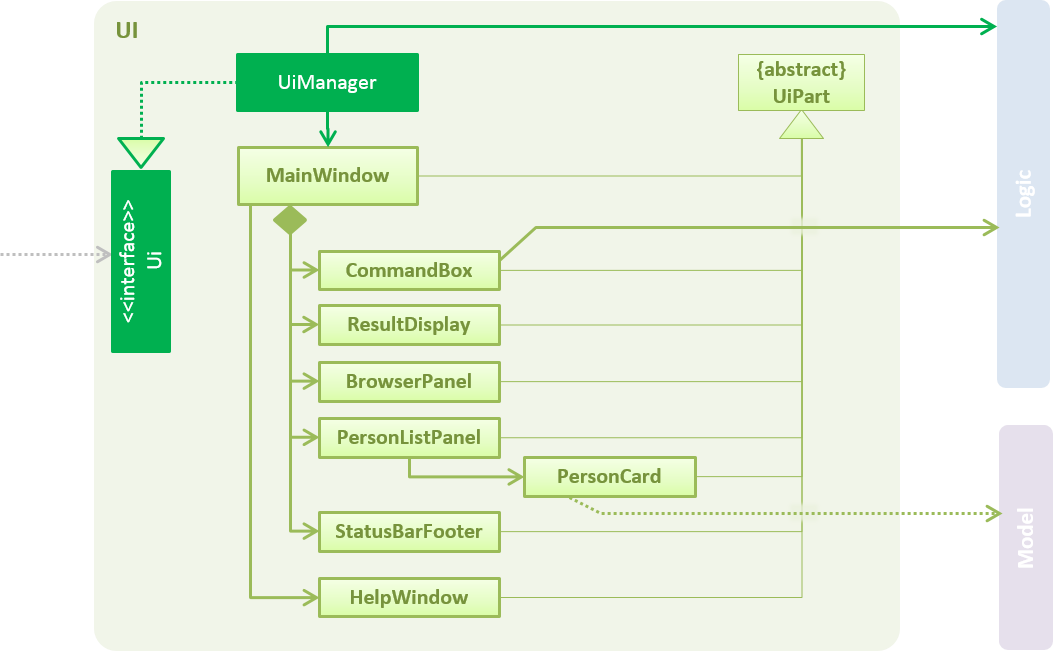 UI
UiManager
{abstract}
UiPart
MainWindow
<<interface>>
Ui
Logic
CommandBox
ResultDisplay
BrowserPanel
PersonListPanel
PersonCard
StatusBarFooter
Model
HelpWindow